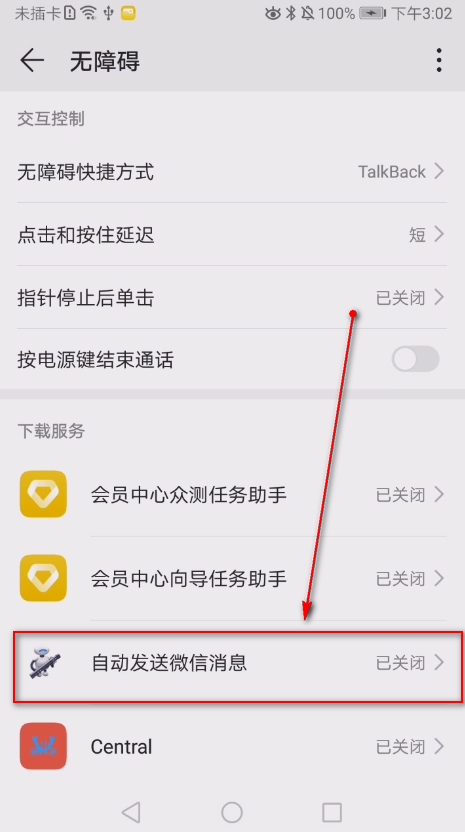 未插卡 100% 下午3:02
无障碍
交互控制
无障碍快捷方式 TalkBack
点击和按住延迟 短
指针停止后单击 已关闭
按电源键结束通话
下载服务
会员中心众测任务助手 已关闭
会员中心向导任务助手 已关闭
自动发送微信消息 已关闭
Central 已关闭